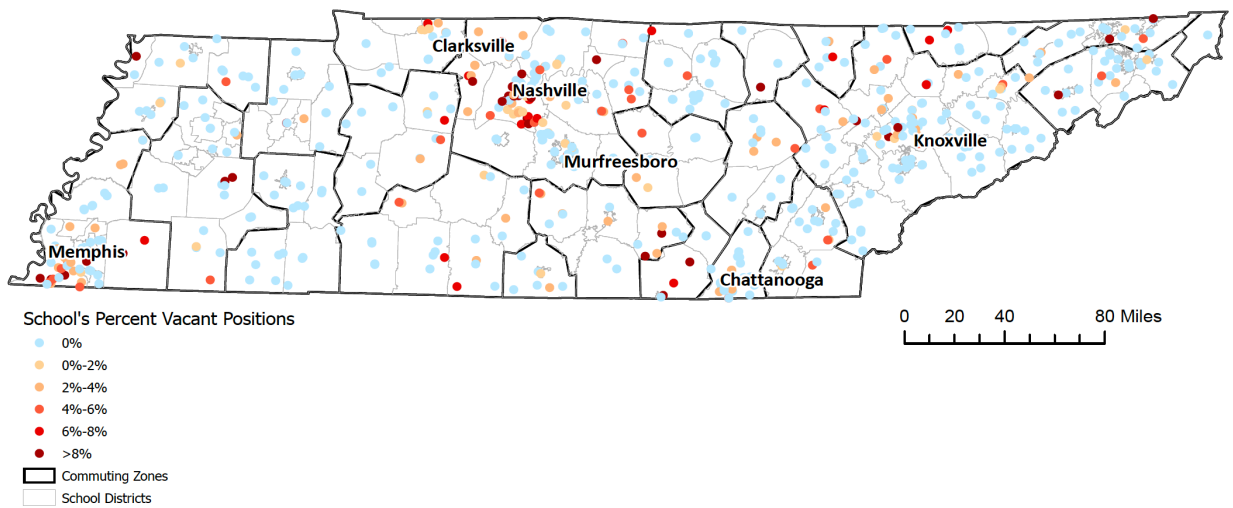 Clarksville
Nashville
Knoxville
Murfreesboro
Memphis
Chattanooga
School's Percent Vacant Positions
0%
0%-2%
2%-4%
4%-6%
6%-8%
>8%
Commuting Zones
School Districts
0 20 40 80 Miles